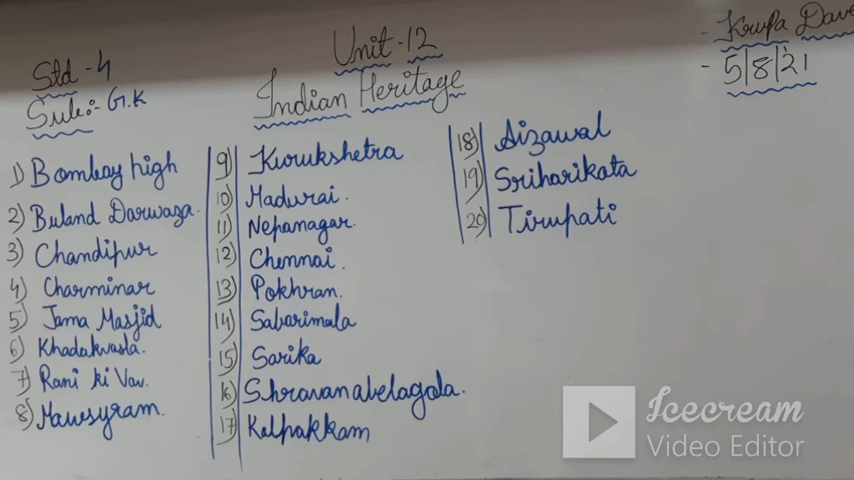 Std - 4
Sub:- G.K
Unit - 12
Indian Heritage
- Krupa Dave
- 5/8/21
1) Bombay high
2) Buland Darwaza.
3) Chandipur
4) Charminar
5) Jama Masjid
6) Khadakvasla.
7) Rani ki Vav.
8) Mawsyram.
9) Kurukshetra
10) Madurai.
11) Nepanagar.
12) Chennai.
13) Pokhran.
14) Sabarimala
15) Sarika
16) Shravanabelagola.
17) Kalpakkam
18) Aizawal
19) Sriharikata
20) Tirupati
Icecream
Video Editor